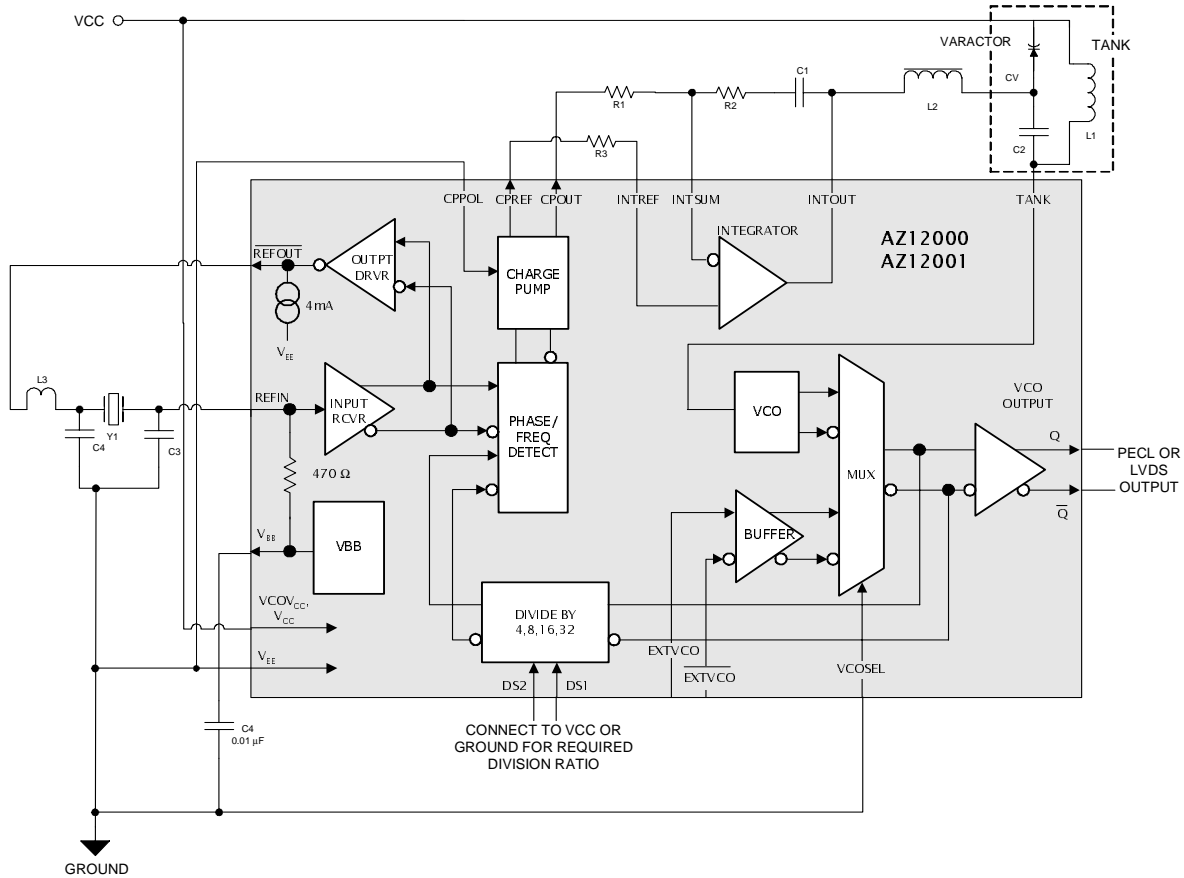 VCC
VARACTOR
TANK
C1
CV
R1
R2
L2
C2
L1
R3
CPPOL
CPREF
CPOUT
INTREF
INTSUM
INTOUT
TANK
INTEGRATOR
AZ12000
AZ12001
REFOUT
OUTPT
DRVR
CHARGE
PUMP
4mA
VEE
L3
REFIN
INPUT
RCVR
C4
Y1
C3
PHASE/
FREQ
DETECT
VCO
VCO
OUTPUT
Q
PECL OR
LVDS
OUTPUT
MUX
470 Ω
Q̅
BUFFER
VBB
VBB
DIVIDE BY
4,8,16,32
VCOVCC,
VCC
EXTVCO
VEE
EXTVCO
VCOSEL
DS2
DS1
C4
0.01 µF
CONNECT TO VCC OR
GROUND FOR REQUIRED
DIVISION RATIO
GROUND